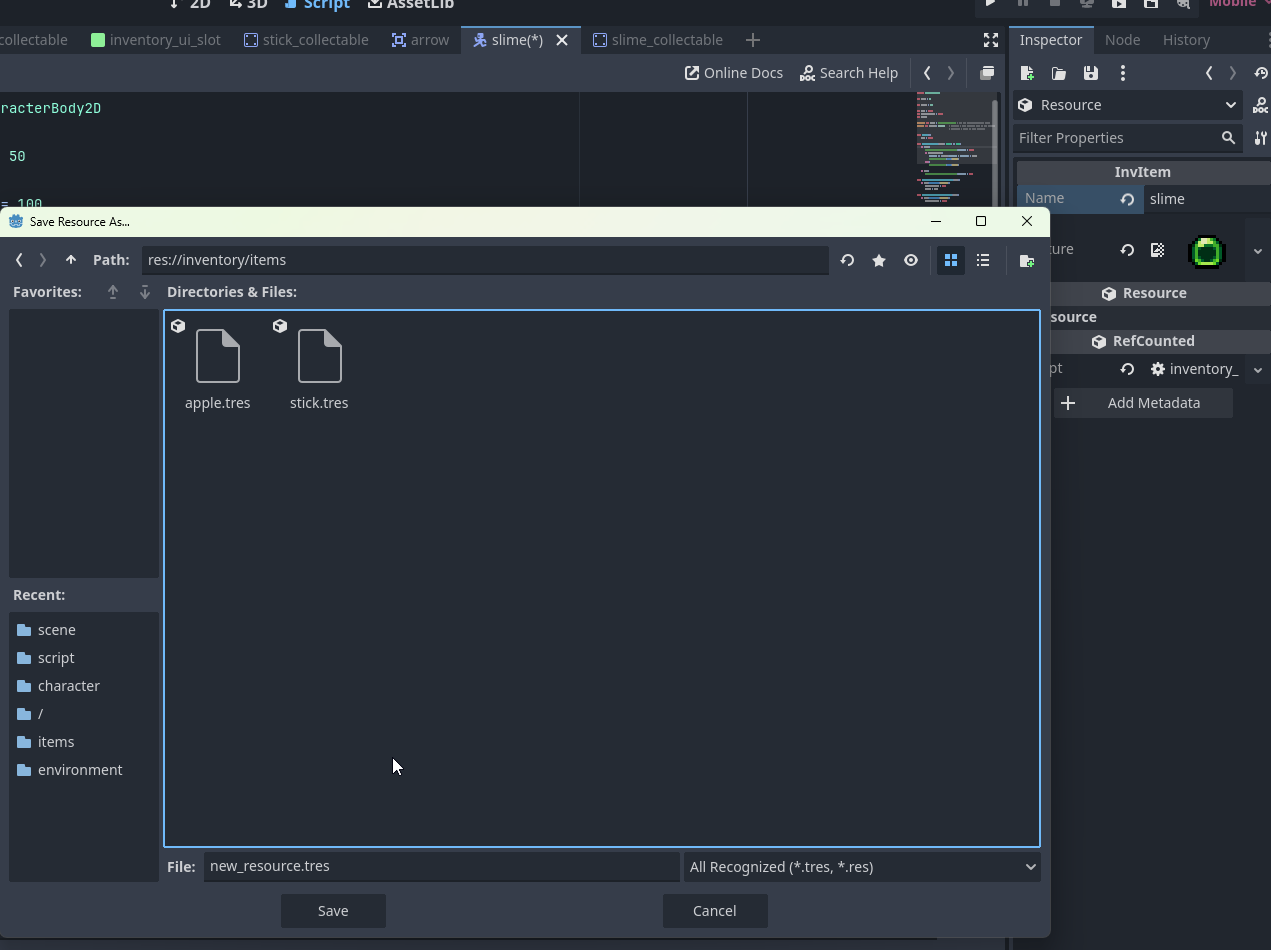 2D 3D Script AssetLib Mobile
collectable inventory_ui_slot stick_collectable arrow slime(*) slime_collectable
Inspector Node History
Online Docs Search Help
racterBody2D
Resource
50
Filter Properties
InvItem
= 100
Name slime
Save Resource As...
Path: res://inventory/items
ture
Favorites: Directories & Files:
Resource
source
RefCounted
pt inventory_
apple.tres stick.tres
Add Metadata
Recent:
scene
script
character
/
items
environment
File: new_resource.tres All Recognized (*.tres, *.res)
Save Cancel